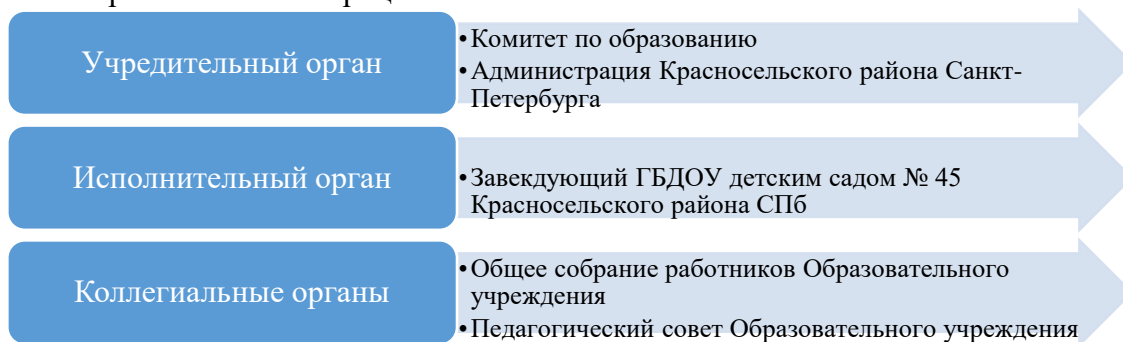 Учредительный орган
•Комитет по образованию
•Администрация Красносельского района Санкт-
Петербурга
Исполнительный орган
•Завекдующий ГБДОУ детским садом № 45
Красносельского района СПб
Коллегиальные органы
•Общее собрание работников Образовательного
учреждения
•Педагогический совет Образовательного учреждения